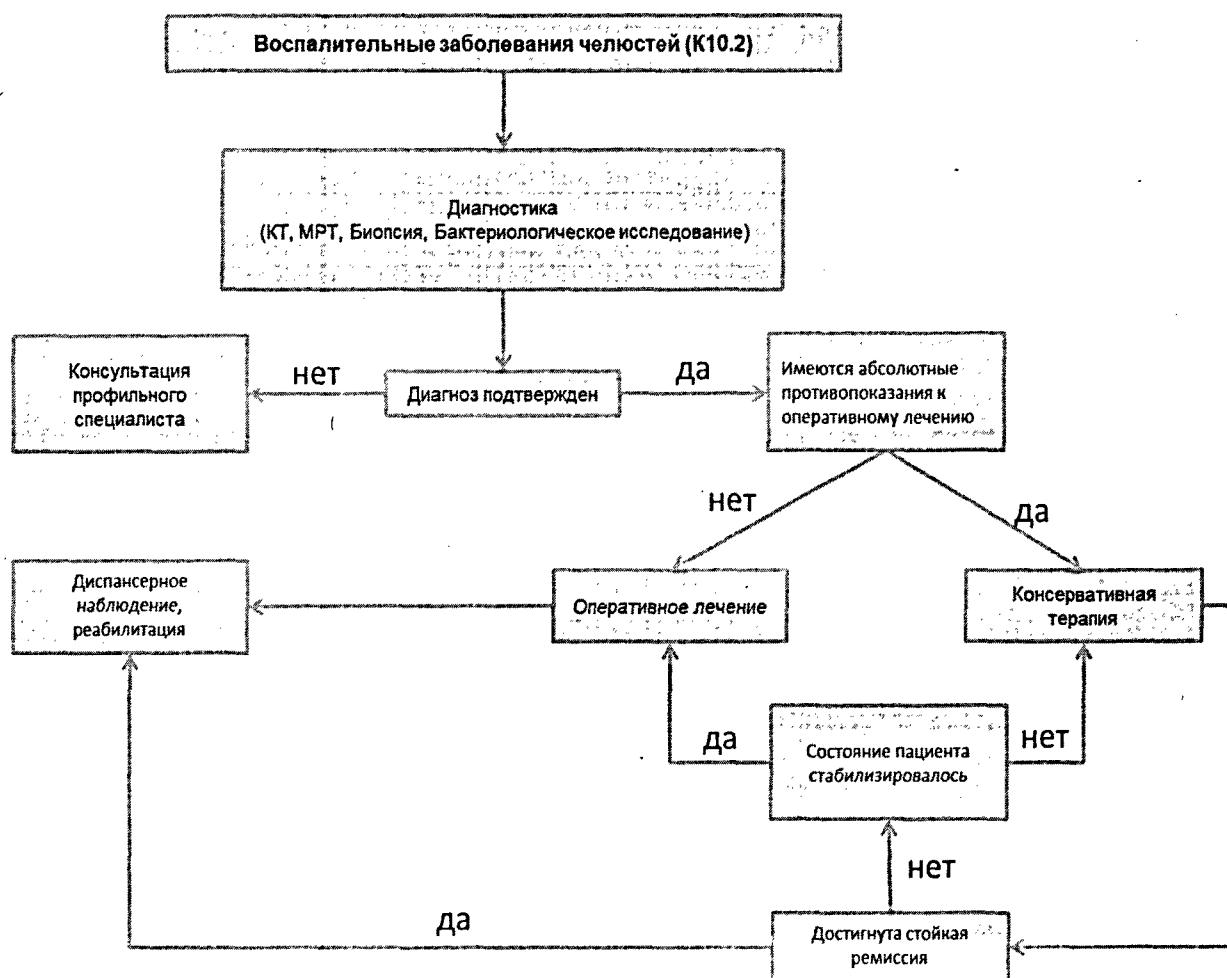 Воспалительные заболевания челюстей (К10.2)
Диагностика
(КТ, МРТ, Биопсия, Бактериологическое исследование)
Консультация
профильного
специалиста
нет
Диагноз подтвержден
да
Имеются абсолютные
противопоказания к
оперативному лечению
нет
да
Диспансерное
наблюдение,
реабилитация
Оперативное лечение
Консервативная
терапия
да
Состояние пациента
стабилизировалось
нет
нет
да
Достигнута стойкая
ремиссия